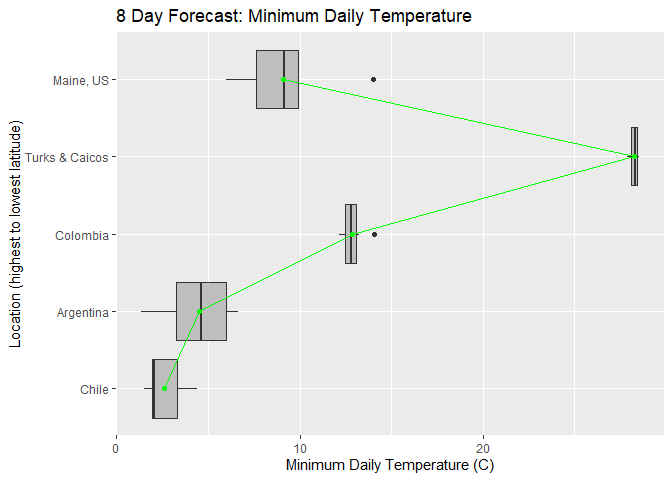 8 Day Forecast: Minimum Daily Temperature
Location (highest to lowest latitude)
Maine, US
Turks & Caicos
Colombia
Argentina
Chile
0 10 20
Minimum Daily Temperature (C)